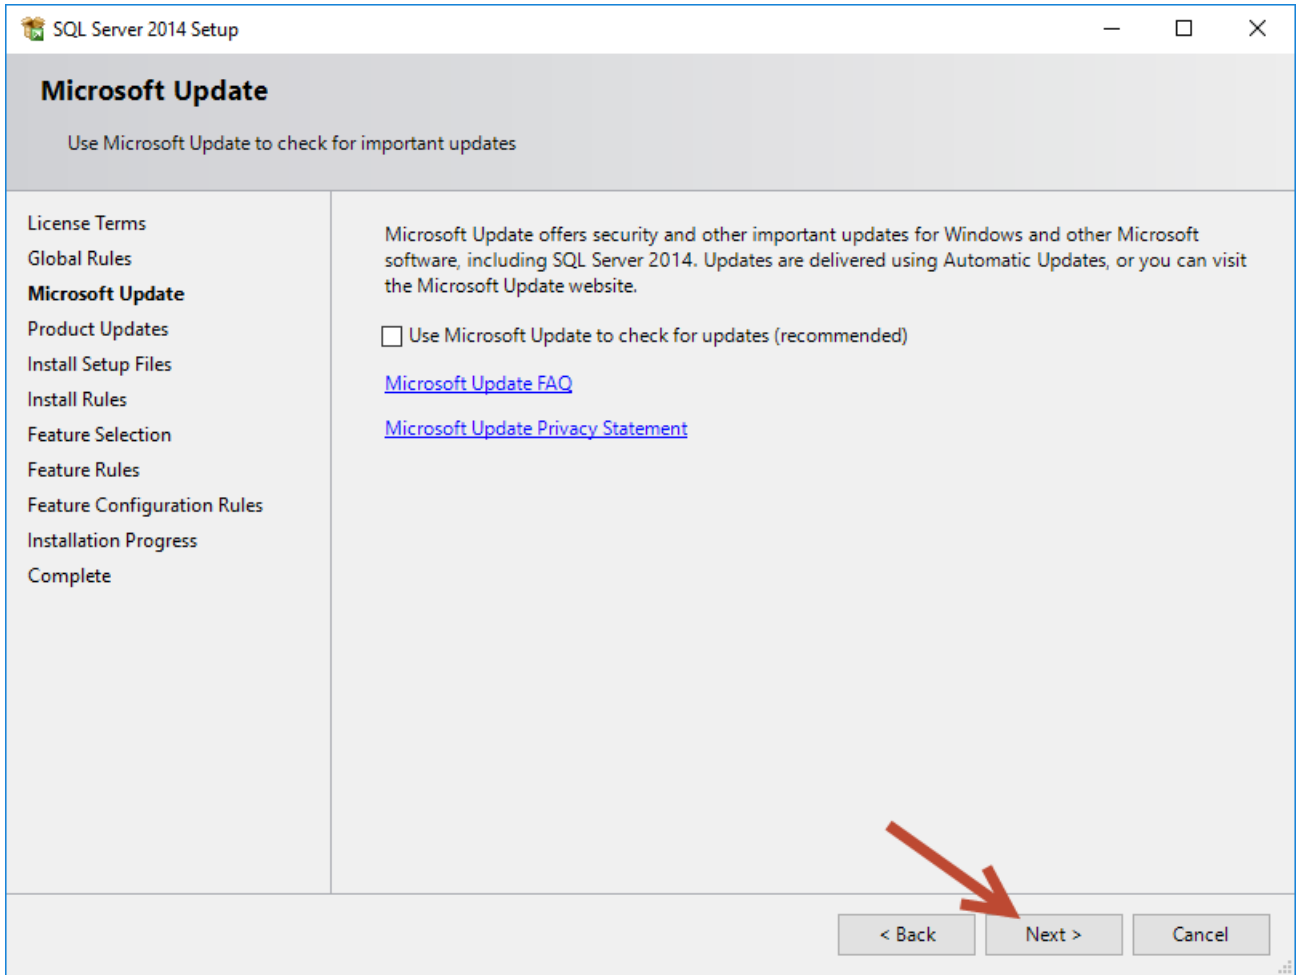 SQL Server 2014 Setup
Microsoft Update
Use Microsoft Update to check for important updates
License Terms
Global Rules
Microsoft Update
Product Updates
Install Setup Files
Install Rules
Feature Selection
Feature Rules
Feature Configuration Rules
Installation Progress
Complete
Microsoft Update offers security and other important updates for Windows and other Microsoft
software, including SQL Server 2014. Updates are delivered using Automatic Updates, or you can visit
the Microsoft Update website.
Use Microsoft Update to check for updates (recommended)
Microsoft Update FAQ
Microsoft Update Privacy Statement
< Back
Next >
Cancel